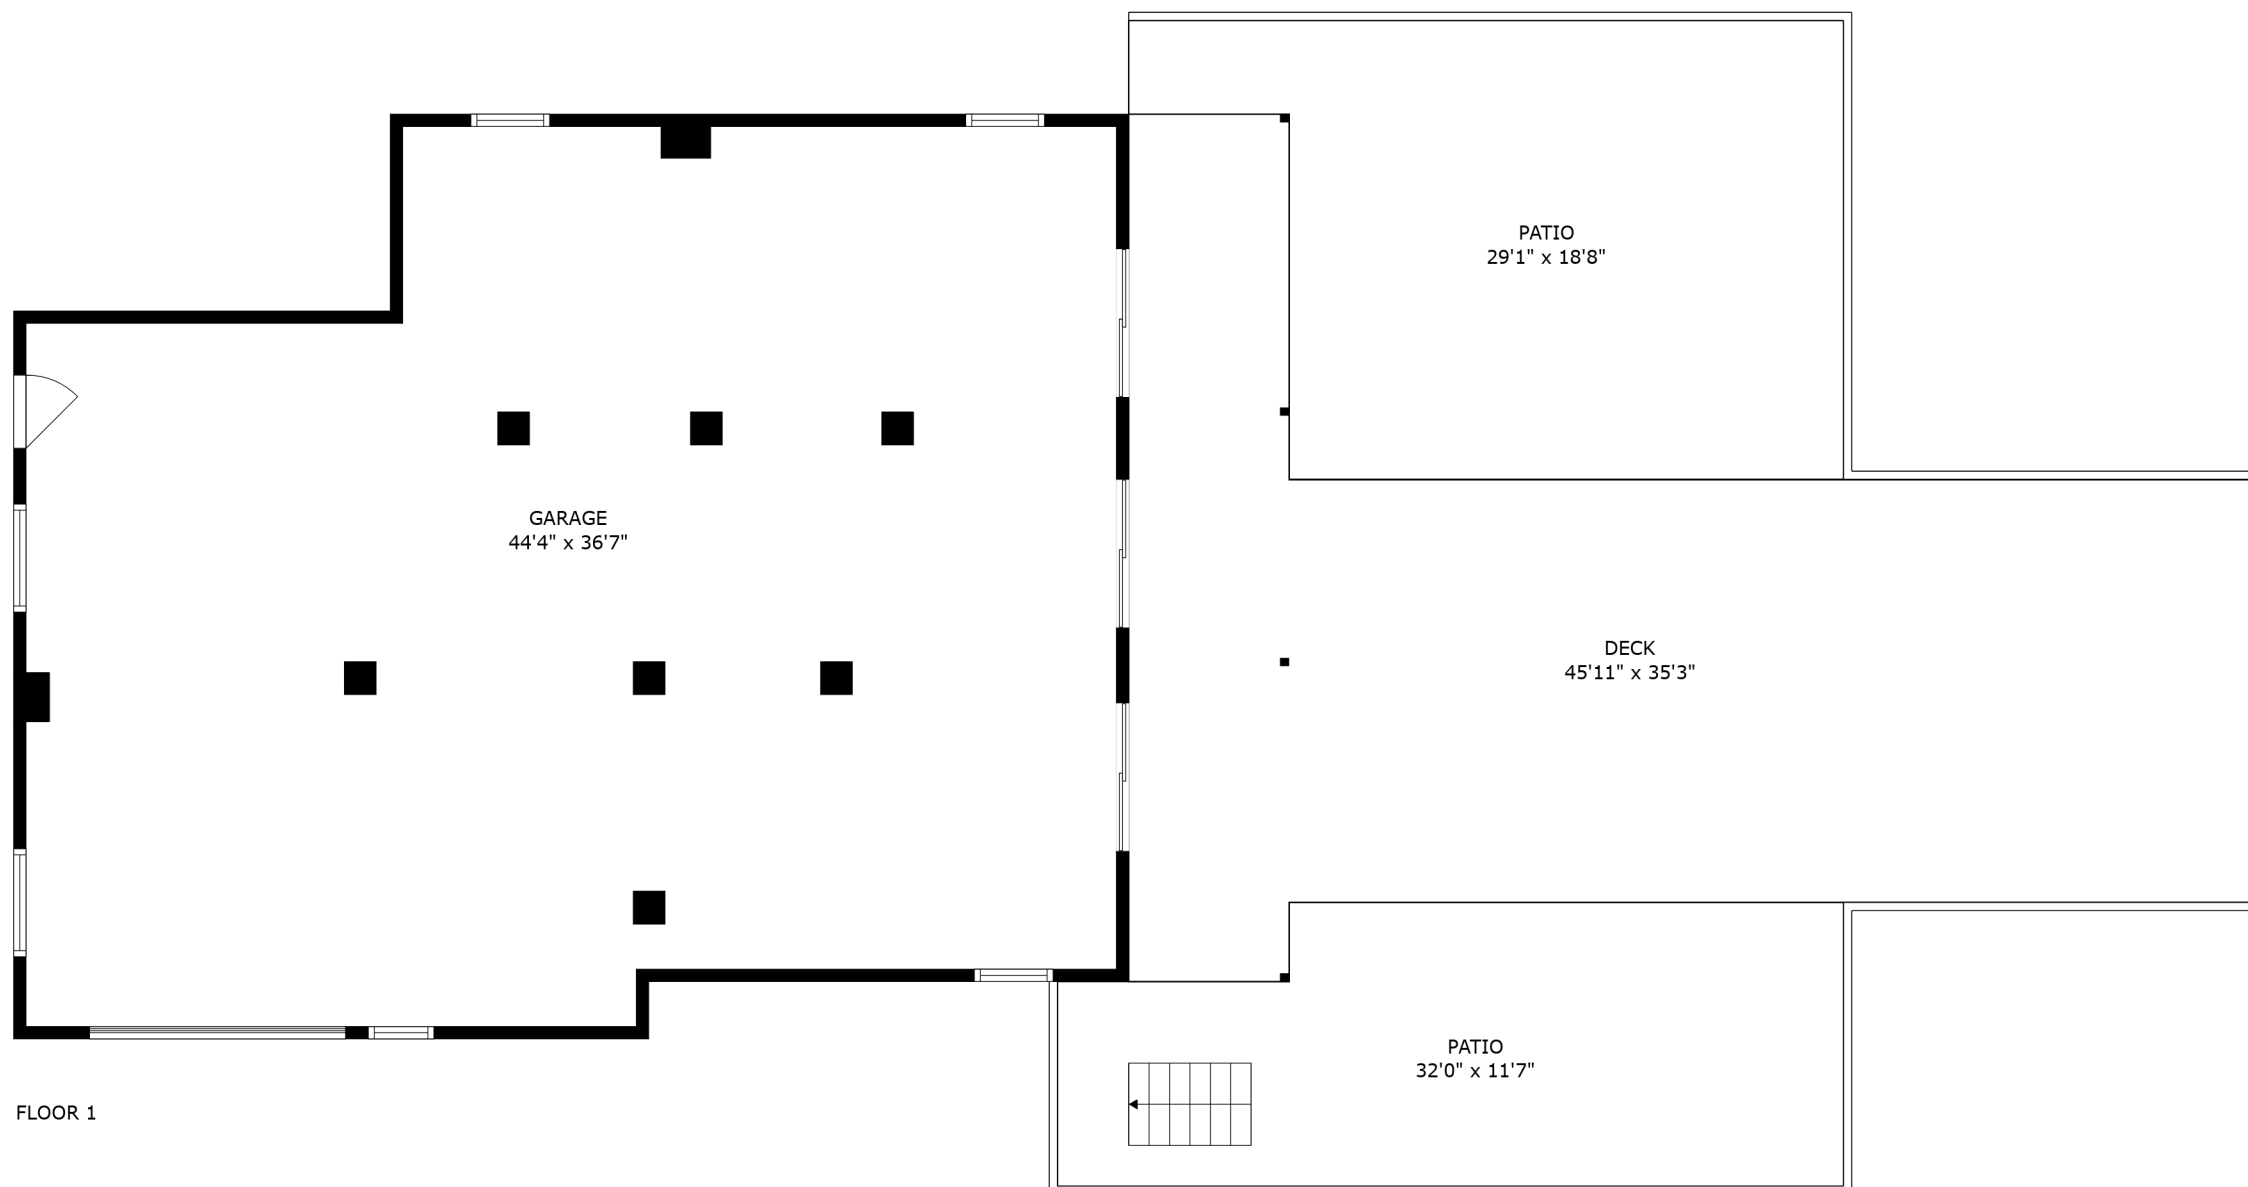 PATIO
29'1" x 18'8"
GARAGE
44'4" x 36'7"
DECK
45'11" x 35'3"
PATIO
32'0" x 11'7"
FLOOR 1